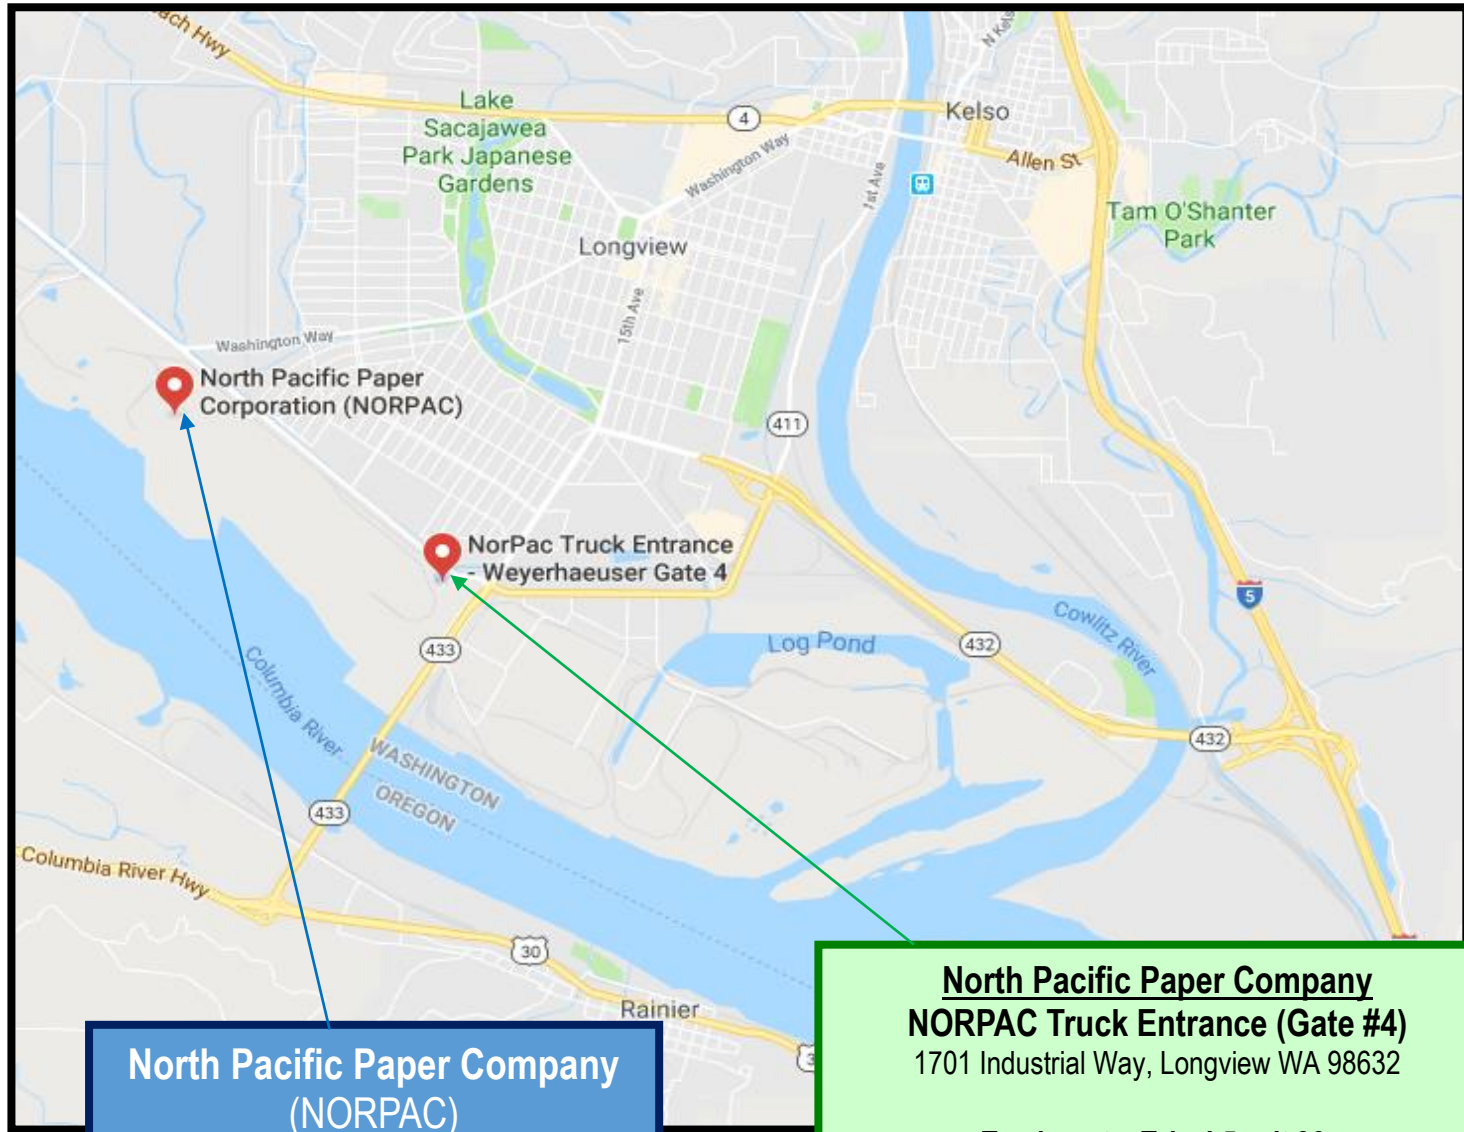 ach Hwy
N Kels
Lake
Sacajawea
Park Japanese
Gardens
4
Kelso
Washington Way
Allen St
1st Ave
Tam O'Shanter
Park
Longview
15th Ave
Washington Way
North Pacific Paper
Corporation (NORPAC)
411
NorPac Truck Entrance
- Weyerhaeuser Gate 4
5
Cowlitz River
Log Pond
432
433
Columbia River
432
WASHINGTON
OREGON
433
Columbia River Hwy
30
Rainier
3
North Pacific Paper Company
(NORPAC)
North Pacific Paper Company
NORPAC Truck Entrance (Gate #4)
1701 Industrial Way, Longview WA 98632